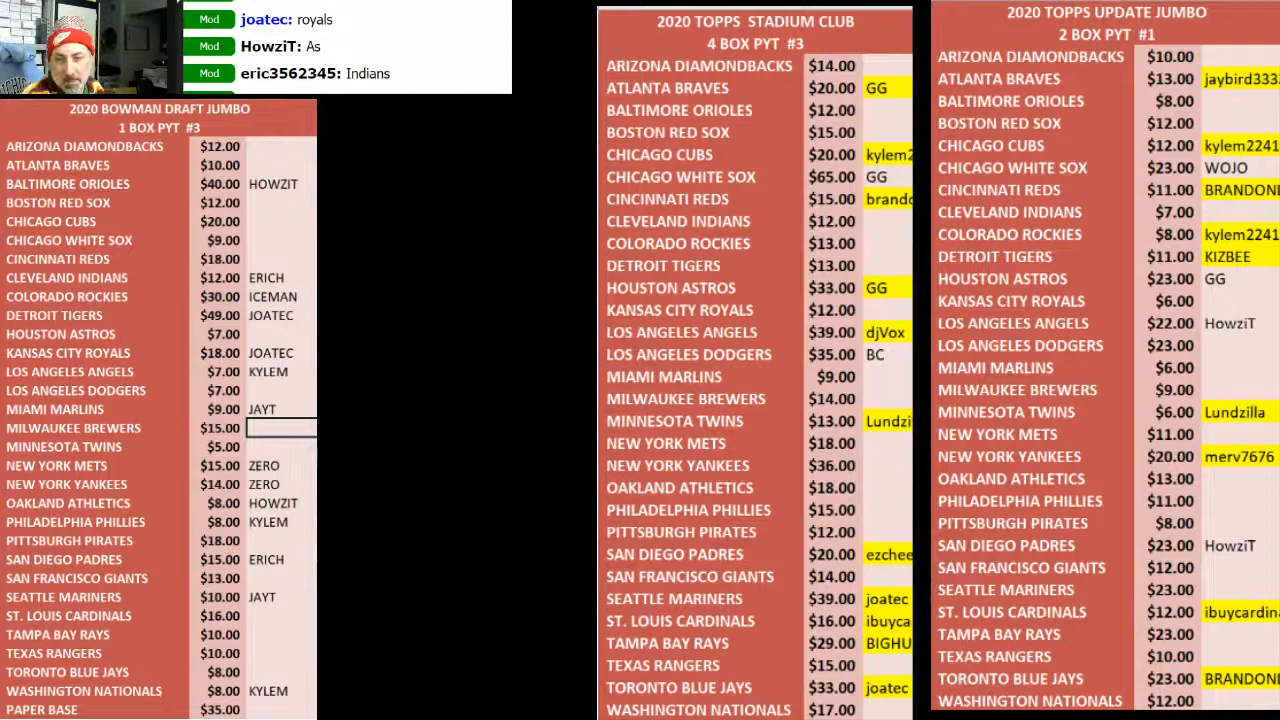 Mod joatec: royals
Mod HowziT: As
Mod eric3562345: Indians
2020 BOWMAN DRAFT JUMBO
1 BOX PYT #3
ARIZONA DIAMONDBACKS $12.00
ATLANTA BRAVES $10.00
BALTIMORE ORIOLES $40.00 HOWZIT
BOSTON RED SOX $12.00
CHICAGO CUBS $20.00
CHICAGO WHITE SOX $9.00
CINCINNATI REDS $18.00
CLEVELAND INDIANS $12.00 ERICH
COLORADO ROCKIES $30.00 ICEMAN
DETROIT TIGERS $49.00 JOATEC
HOUSTON ASTROS $7.00
KANSAS CITY ROYALS $18.00 JOATEC
LOS ANGELES ANGELS $7.00 KYLEM
LOS ANGELES DODGERS $7.00
MIAMI MARLINS $9.00 JAYT
MILWAUKEE BREWERS $15.00
MINNESOTA TWINS $5.00
NEW YORK METS $15.00 ZERO
NEW YORK YANKEES $14.00 ZERO
OAKLAND ATHLETICS $8.00 HOWZIT
PHILADELPHIA PHILLIES $8.00 KYLEM
PITTSBURGH PIRATES $18.00
SAN DIEGO PADRES $15.00 ERICH
SAN FRANCISCO GIANTS $13.00
SEATTLE MARINERS $10.00 JAYT
ST. LOUIS CARDINALS $16.00
TAMPA BAY RAYS $10.00
TEXAS RANGERS $10.00
TORONTO BLUE JAYS $8.00
WASHINGTON NATIONALS $8.00 KYLEM
PAPER BASE $35.00
2020 TOPPS STADIUM CLUB
4 BOX PYT #3
ARIZONA DIAMONDBACKS $14.00
ATLANTA BRAVES $20.00 GG
BALTIMORE ORIOLES $12.00
BOSTON RED SOX $15.00
CHICAGO CUBS $20.00 kylem2
CHICAGO WHITE SOX $65.00 GG
CINCINNATI REDS $15.00 brando
CLEVELAND INDIANS $12.00
COLORADO ROCKIES $13.00
DETROIT TIGERS $13.00
HOUSTON ASTROS $33.00 GG
KANSAS CITY ROYALS $12.00
LOS ANGELES ANGELS $39.00 djVox
LOS ANGELES DODGERS $35.00 BC
MIAMI MARLINS $9.00
MILWAUKEE BREWERS $14.00
MINNESOTA TWINS $13.00 Lundzi
NEW YORK METS $18.00
NEW YORK YANKEES $36.00
OAKLAND ATHLETICS $18.00
PHILADELPHIA PHILLIES $15.00
PITTSBURGH PIRATES $12.00
SAN DIEGO PADRES $20.00 ezchee
SAN FRANCISCO GIANTS $14.00
SEATTLE MARINERS $39.00 joatec
ST. LOUIS CARDINALS $16.00 ibuyca
TAMPA BAY RAYS $29.00 BIGHU
TEXAS RANGERS $15.00
TORONTO BLUE JAYS $33.00 joatec
WASHINGTON NATIONALS $17.00
2020 TOPPS UPDATE JUMBO
2 BOX PYT #1
ARIZONA DIAMONDBACKS $10.00
ATLANTA BRAVES $13.00 jaybird333
BALTIMORE ORIOLES $8.00
BOSTON RED SOX $12.00
CHICAGO CUBS $12.00 kylem2241
CHICAGO WHITE SOX $23.00 WOJO
CINCINNATI REDS $11.00 BRANDON
CLEVELAND INDIANS $7.00
COLORADO ROCKIES $8.00 kylem2241
DETROIT TIGERS $11.00 KIZBEE
HOUSTON ASTROS $23.00 GG
KANSAS CITY ROYALS $6.00
LOS ANGELES ANGELS $22.00 HowziT
LOS ANGELES DODGERS $23.00
MIAMI MARLINS $6.00
MILWAUKEE BREWERS $9.00
MINNESOTA TWINS $6.00 Lundzilla
NEW YORK METS $11.00
NEW YORK YANKEES $20.00 merv7676
OAKLAND ATHLETICS $13.00
PHILADELPHIA PHILLIES $11.00
PITTSBURGH PIRATES $8.00
SAN DIEGO PADRES $23.00 HowziT
SAN FRANCISCO GIANTS $12.00
SEATTLE MARINERS $23.00
ST. LOUIS CARDINALS $12.00 ibuycardin
TAMPA BAY RAYS $23.00
TEXAS RANGERS $10.00
TORONTO BLUE JAYS $23.00 BRANDON
WASHINGTON NATIONALS $12.00